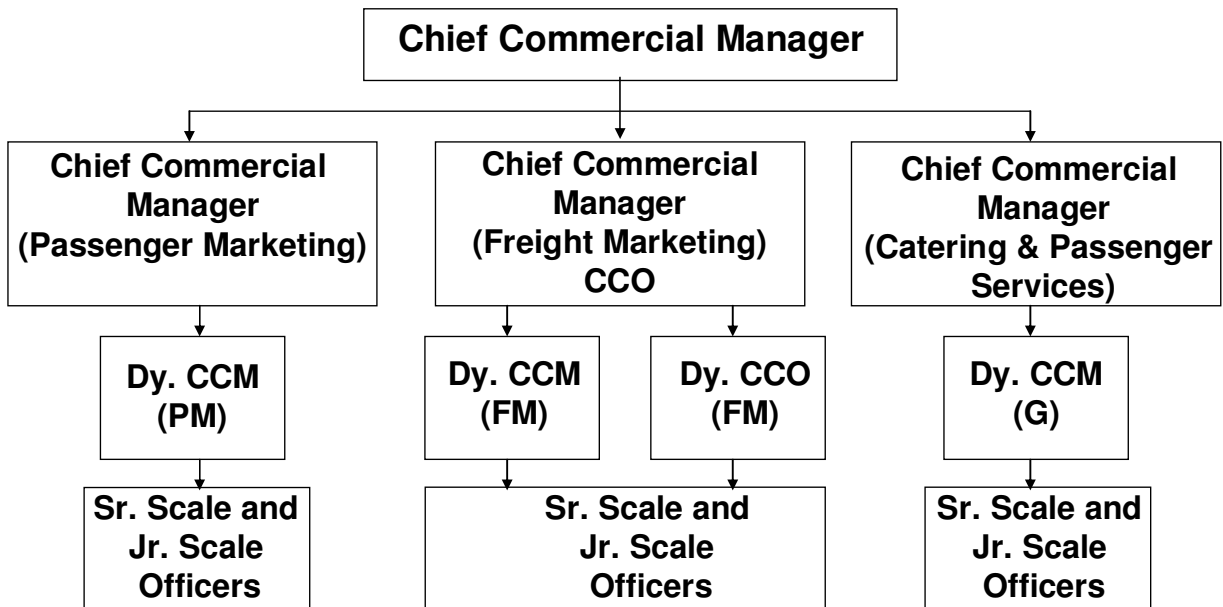 Chief Commercial Manager
Chief Commercial
Manager
(Passenger Marketing)
Chief Commercial
Manager
(Freight Marketing)
CCO
Chief Commercial
Manager
(Catering & Passenger
Services)
Dy. CCM
(PM)
Dy. CCM
(FM)
Dy. CCO
(FM)
Dy. CCM
(G)
Sr. Scale and
Jr. Scale
Officers
Sr. Scale and
Jr. Scale
Officers
Sr. Scale and
Jr. Scale
Officers